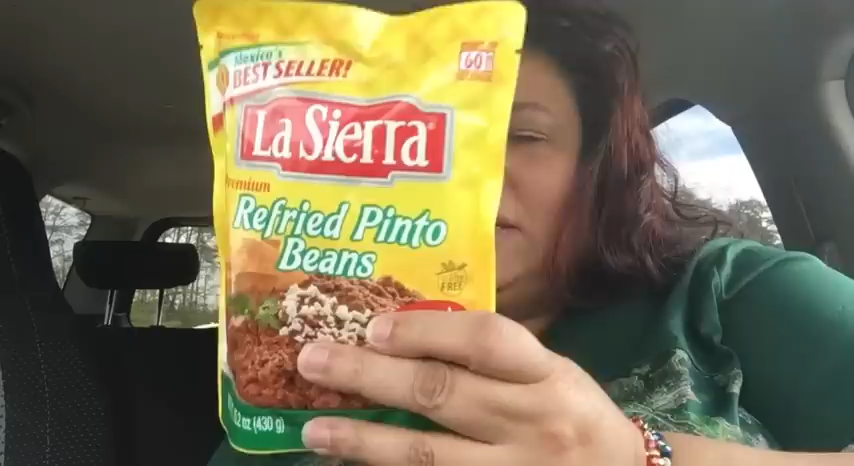 Mexico's
BEST SELLER!
60
La Sierra®
Premium
Refried Pinto
Beans
FREE
(430 g)